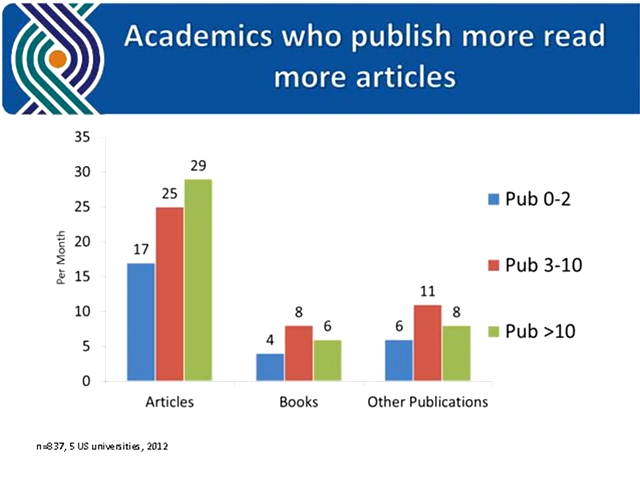 Academics who publish more read
more articles
35
30
25
20
15
10
5
0
Per Month
17
25
29
4
8
6
6
11
8
Articles
Books
Other Publications
Pub 0-2
Pub 3-10
Pub >10
n=837, 5 US universities, 2012